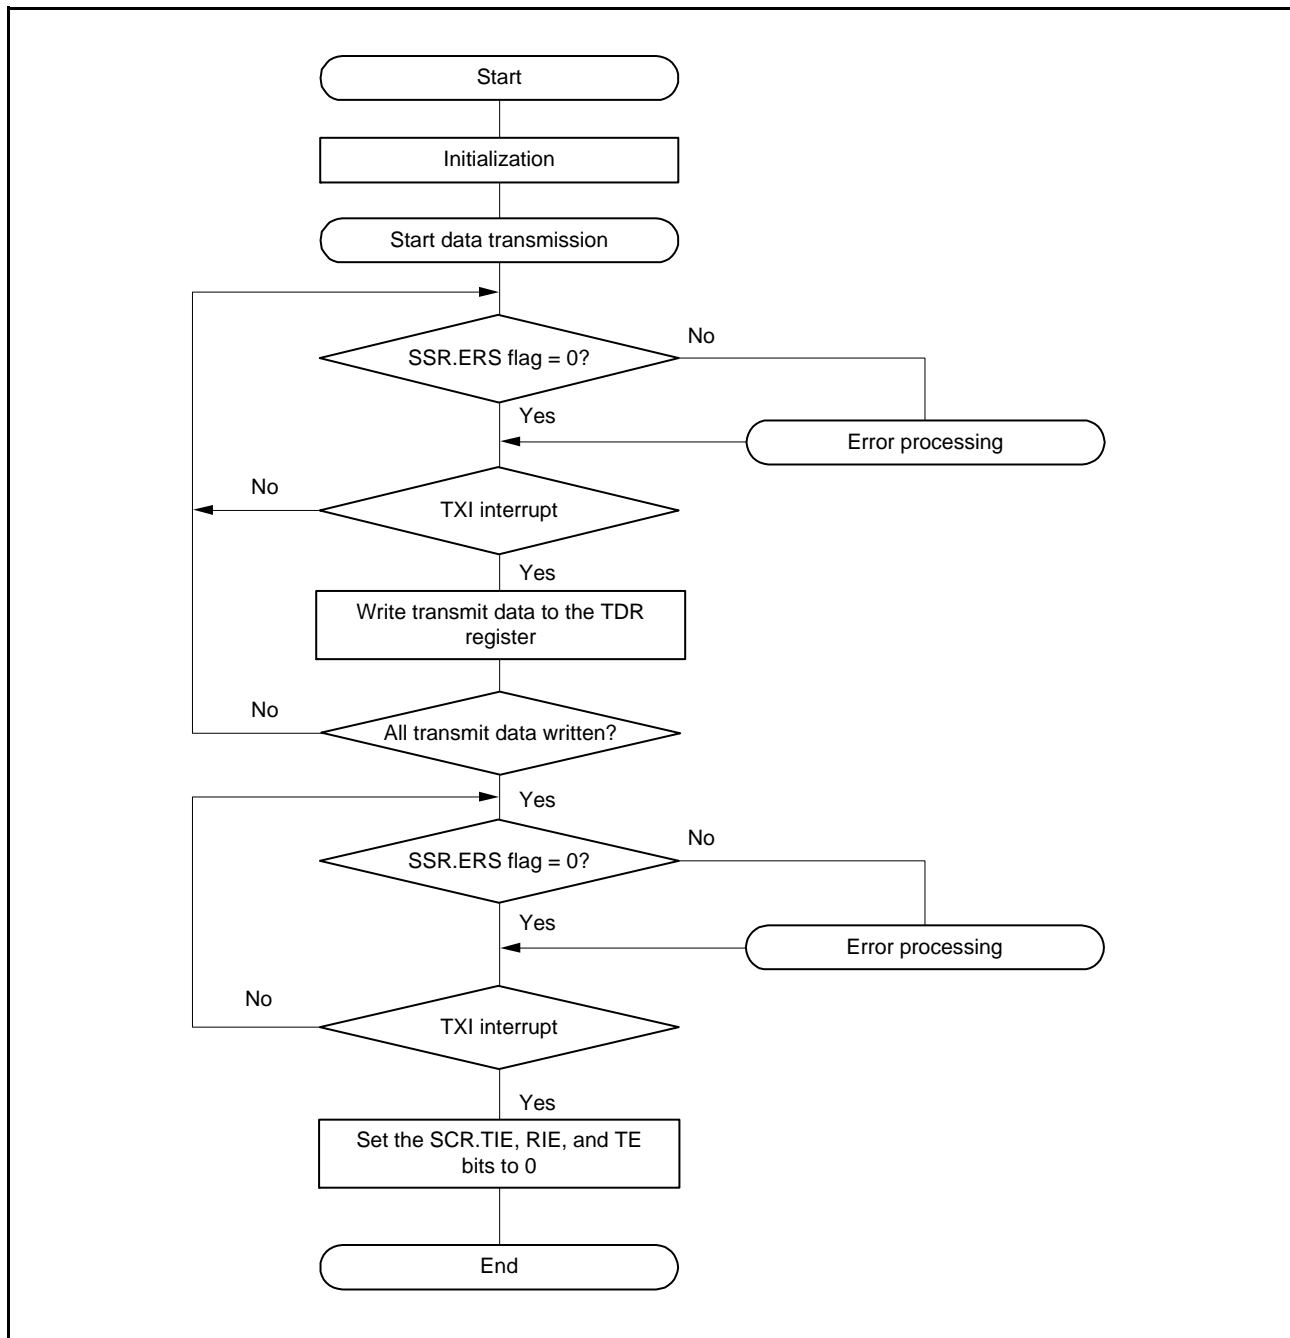 Start
Initialization
Start data transmission
SSR.ERS flag = 0?
No
Yes
Error processing
No
TXI interrupt
Yes
Write transmit data to the TDR
register
No
All transmit data written?
Yes
SSR.ERS flag = 0?
No
Yes
Error processing
No
TXI interrupt
Yes
Set the SCR.TIE, RIE, and TE
bits to 0
End